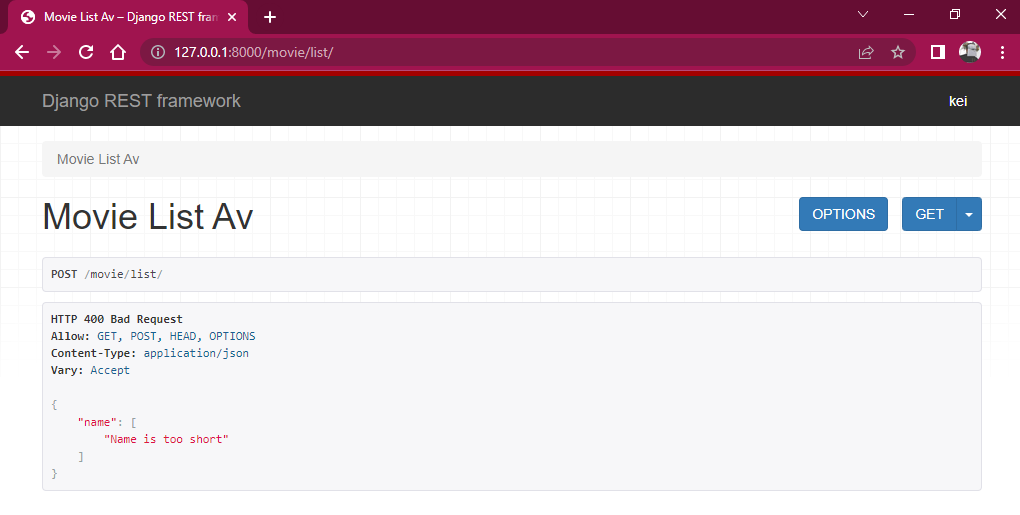 Movie List Av – Django REST fran
127.0.0.1:8000/movie/list/
Django REST framework
kei
Movie List Av
Movie List Av
OPTIONS
GET
POST /movie/list/
HTTP 400 Bad Request
Allow: GET, POST, HEAD, OPTIONS
Content-Type: application/json
Vary: Accept
{
    "name": [
        "Name is too short"
    ]
}